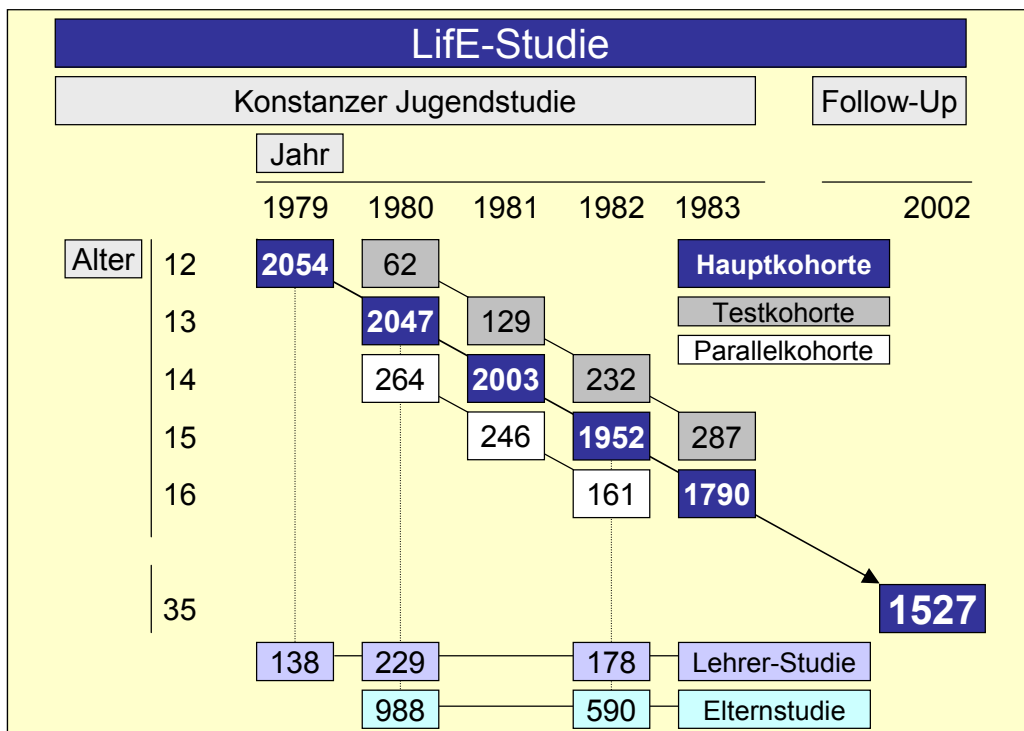 LifE-Studie
Konstanzer Jugendstudie Follow-Up
Jahr
1979 1980 1981 1982 1983 2002
Alter 12 2054 62 Hauptkohorte
13 2047 129 Testkohorte
14 264 2003 232 Parallelkohorte
15 246 1952 287
16 161 1790
35 1527
138 229 178 Lehrer-Studie
988 590 Elternstudie